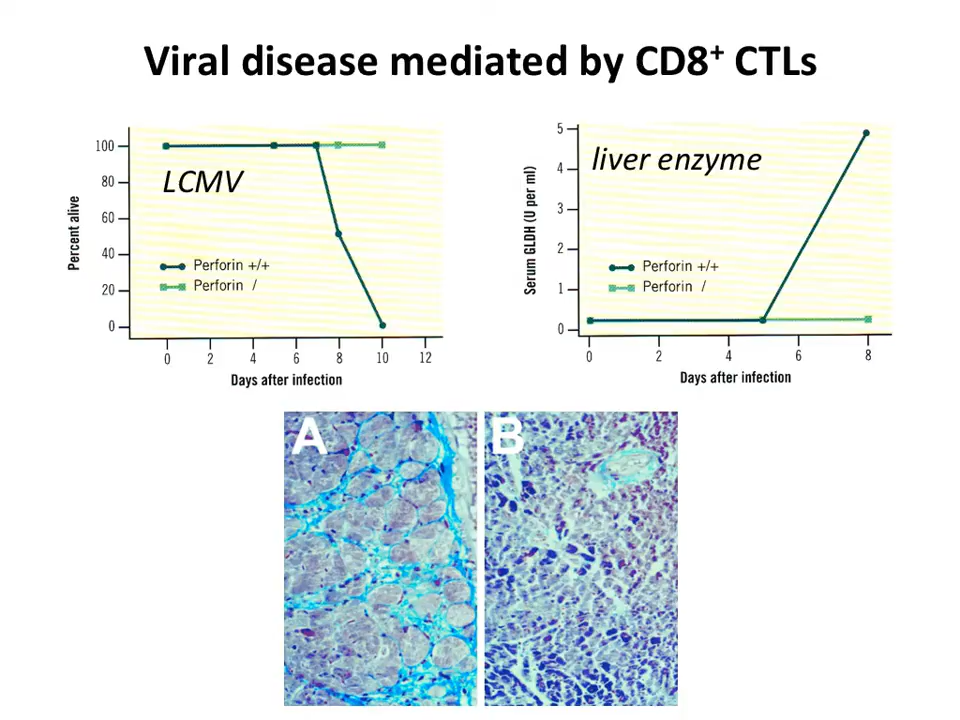 Viral disease mediated by CD8⁺ CTLs
100
80
60
40
20
0
Percent alive
LCMV
Perforin +/+
Perforin /
0 2 4 6 8 10 12
Days after infection
5
4
3
2
1
0
Serum GLDH (U per ml)
liver enzyme
Perforin +/+
Perforin /
0 2 4 6 8
Days after infection
A
B